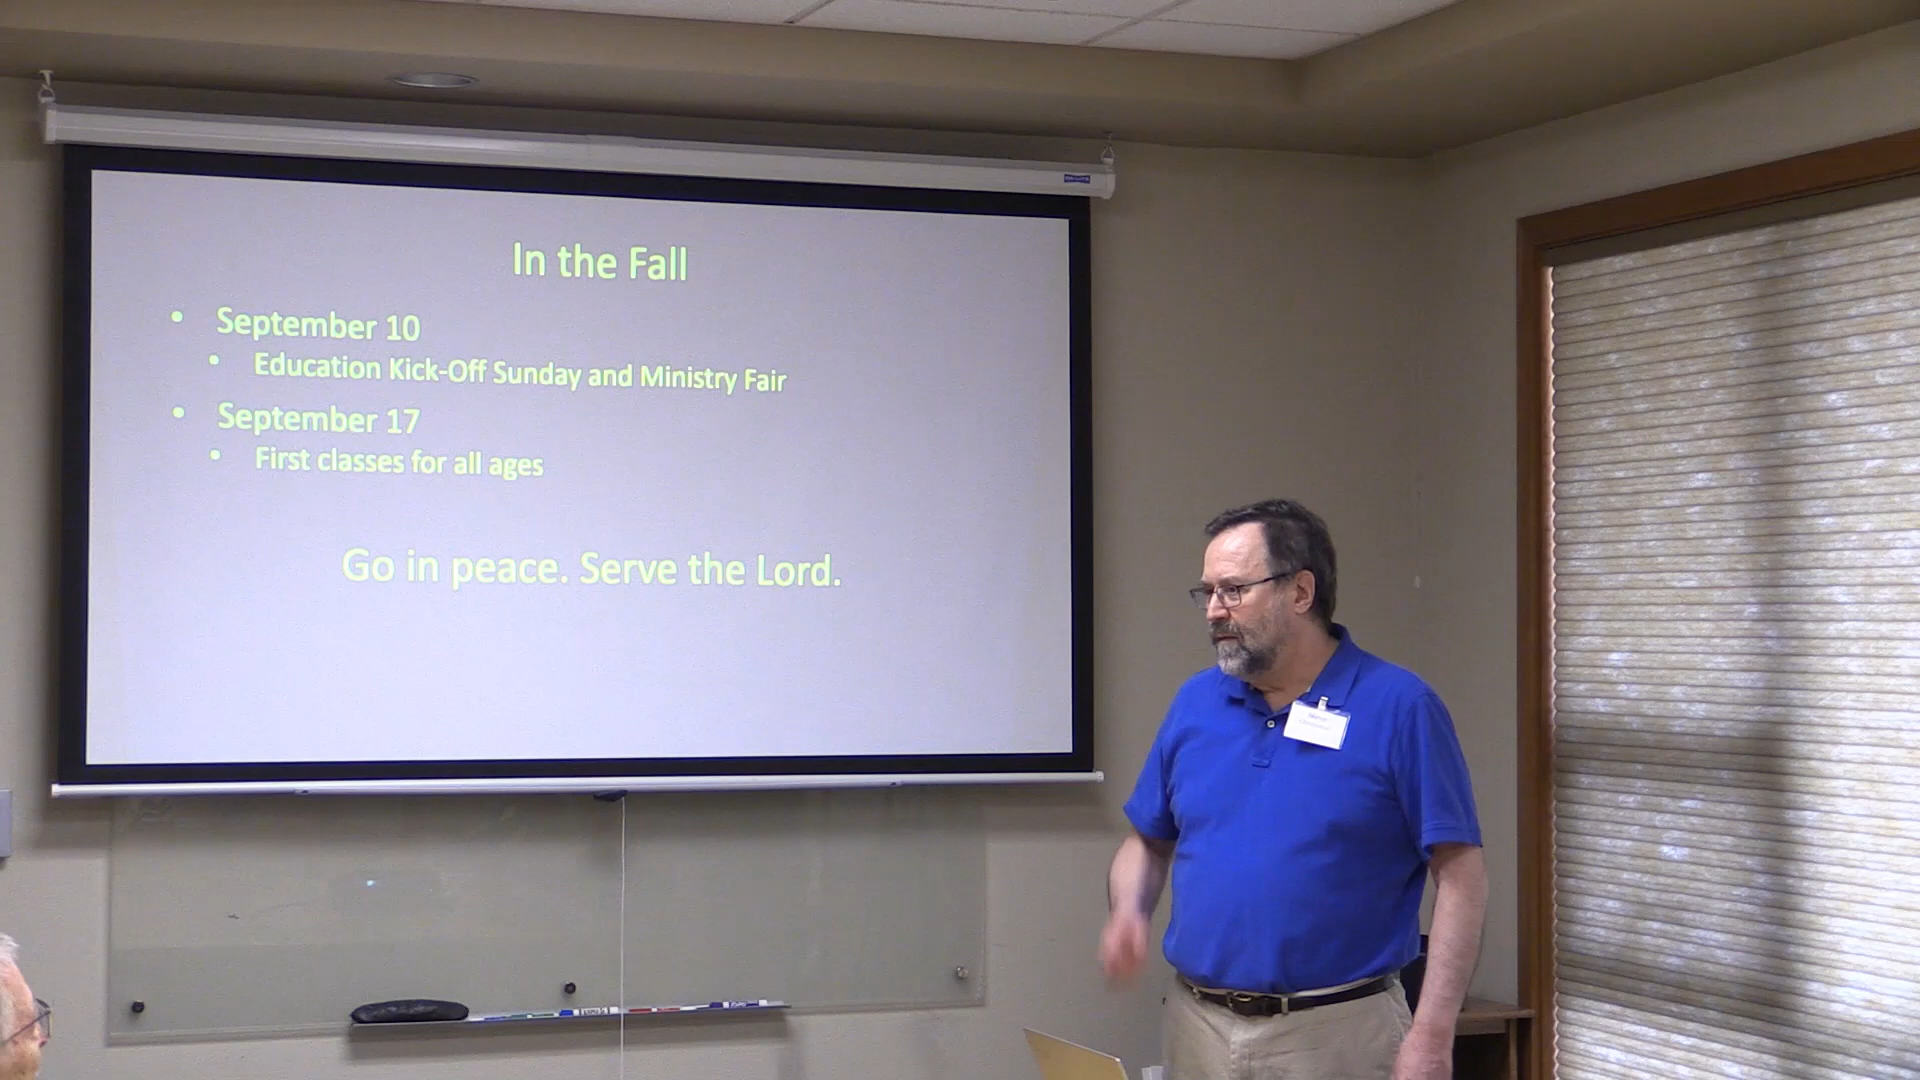 In the Fall
• September 10
• Education Kick-Off Sunday and Ministry Fair
• September 17
• First classes for all ages
Go in peace. Serve the Lord.